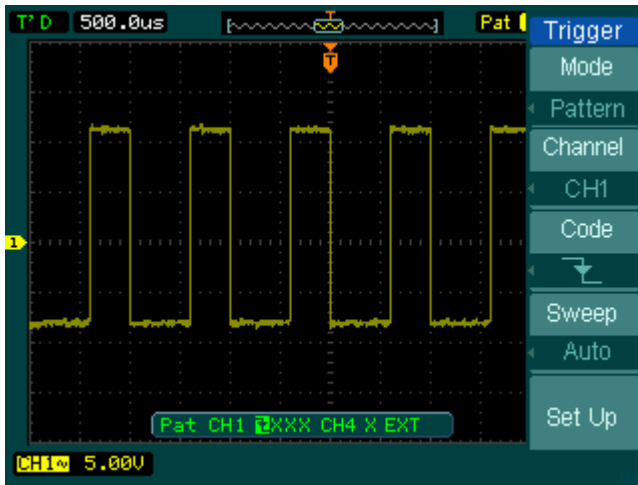 T'D 500.0us Pat
T
Trigger
Mode
Pattern
Channel
CH1
Code
Sweep
Auto
Set Up
1
Pat CH1 XXX CH4 X EXT
CH1~ 5.00V